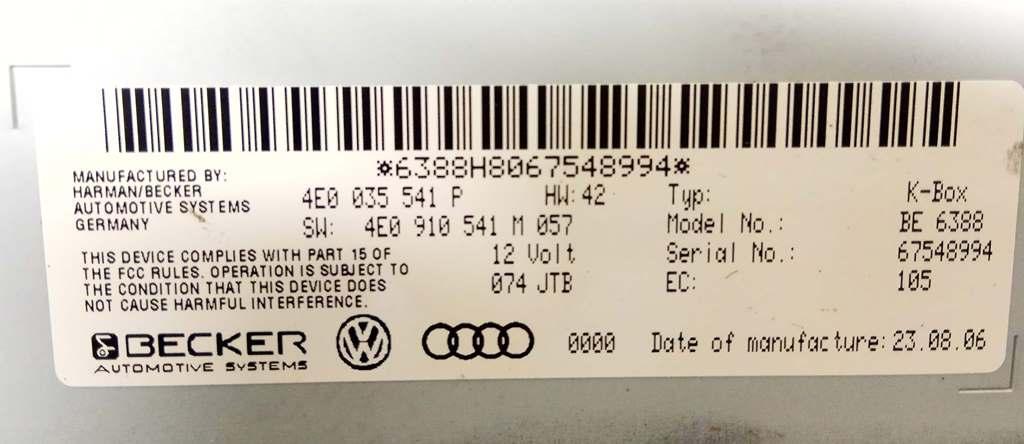 *6388H8067548994*
MANUFACTURED BY:
HARMAN/BECKER
AUTOMOTIVE SYSTEMS
GERMANY
4E0 035 541 P HW: 42
SW: 4E0 910 541 M 057
12 Volt
074 JTB
Typ: K-Box
Model No.: BE 6388
Serial No.: 67548994
EC: 105
THIS DEVICE COMPLIES WITH PART 15 OF
THE FCC RULES. OPERATION IS SUBJECT TO
THE CONDITION THAT THIS DEVICE DOES
NOT CAUSE HARMFUL INTERFERENCE.
BECKER
AUTOMOTIVE SYSTEMS
VW
0000 Date of manufacture: 23.08.06